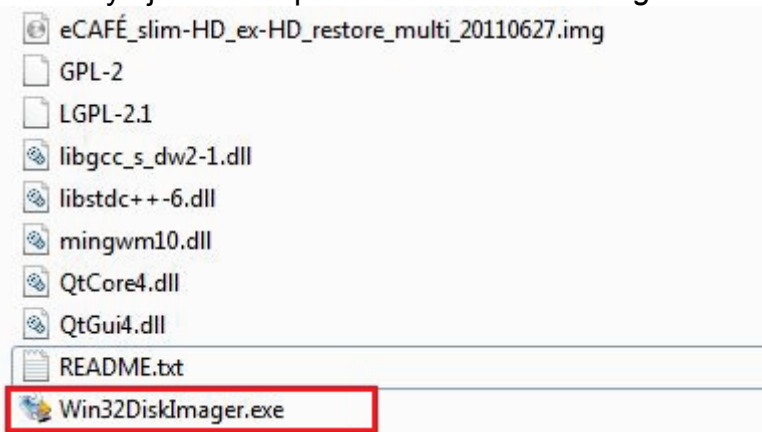 eCAFÉ_slim-HD_ex-HD_restore_multi_20110627.img
GPL-2
LGPL-2.1
libgcc_s_dw2-1.dll
libstdc++-6.dll
mingwm10.dll
QtCore4.dll
QtGui4.dll
README.txt
Win32DiskImager.exe